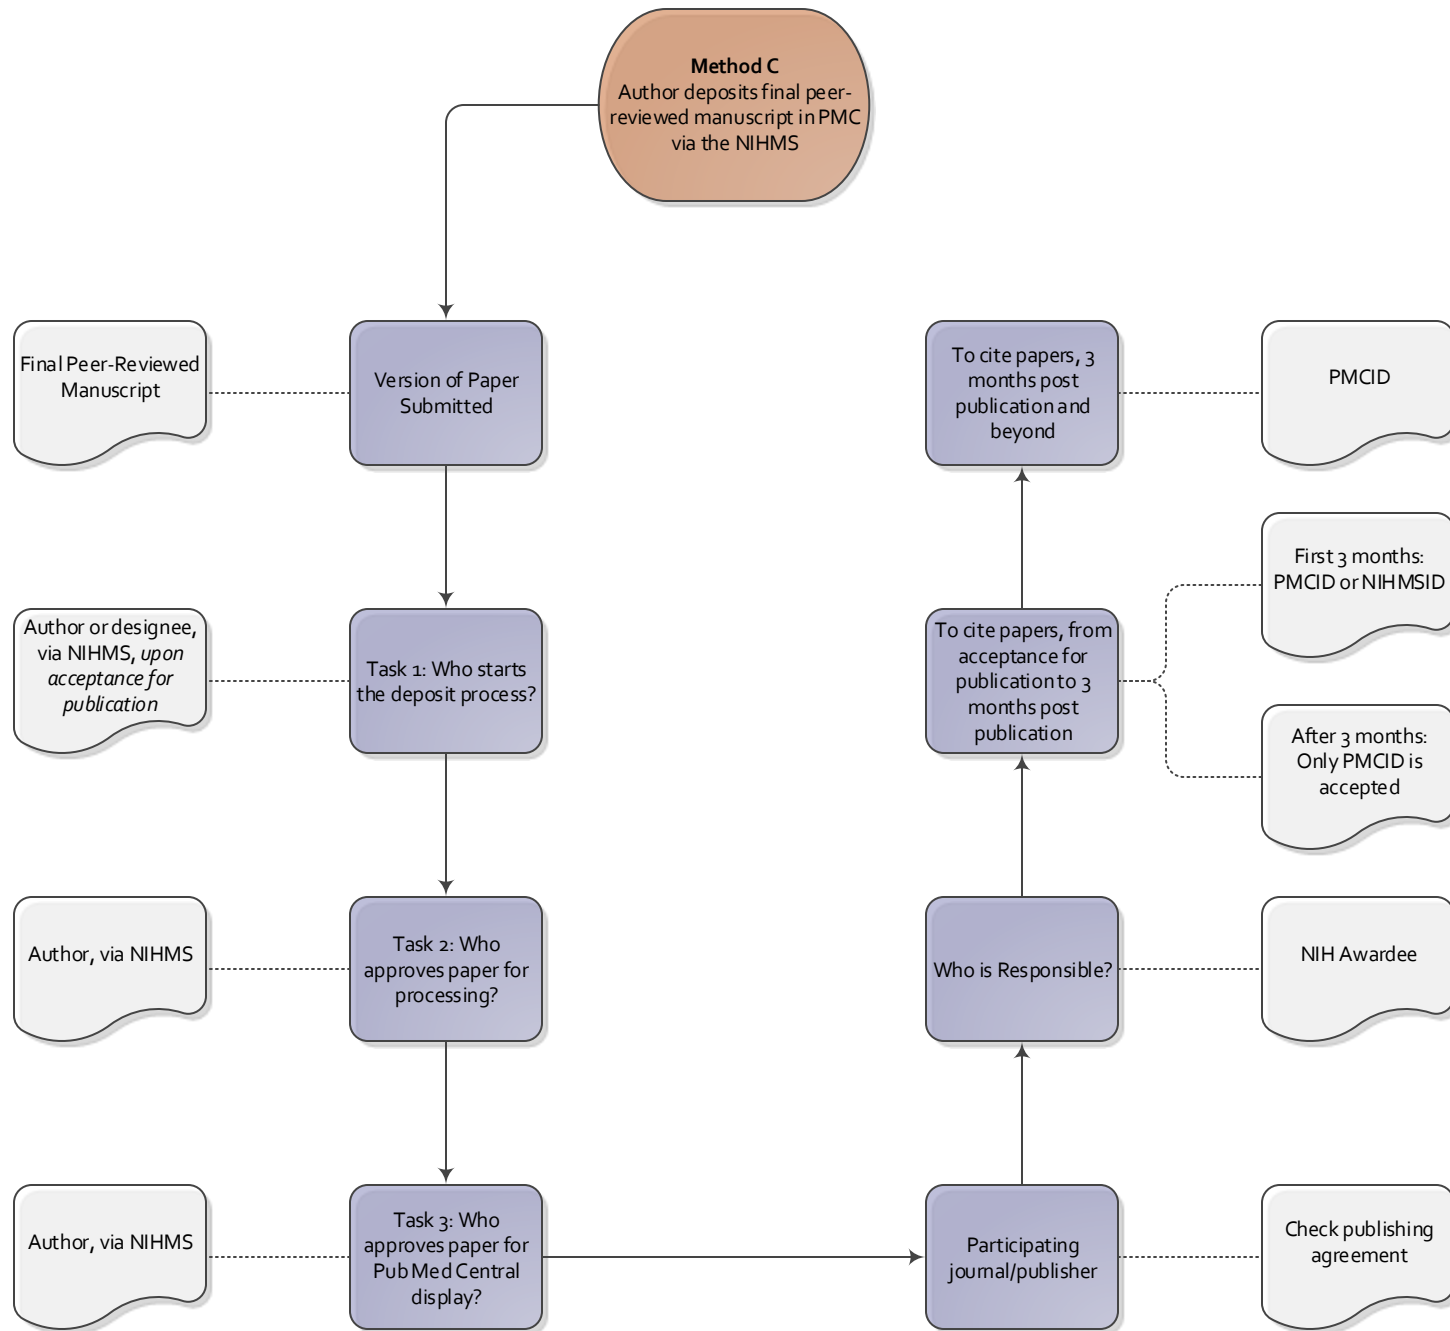 Method C
Author deposits final peer-
reviewed manuscript in PMC
via the NIHMS
Final Peer-Reviewed
Manuscript
Version of Paper
Submitted
Author or designee,
via NIHMS, upon
acceptance for
publication
Task 1: Who starts
the deposit process?
Author, via NIHMS
Task 2: Who
approves paper for
processing?
Author, via NIHMS
Task 3: Who
approves paper for
PubMed Central
display?
Participating
journal/publisher
Check publishing
agreement
Who is Responsible?
NIH Awardee
To cite papers, from
acceptance for
publication to 3
months post
publication
First 3 months:
PMCID or NIHMSID
After 3 months:
Only PMCID is
accepted
To cite papers, 3
months post
publication and
beyond
PMCID